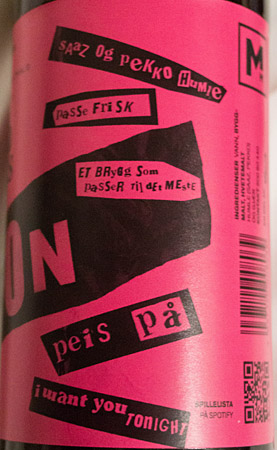 SAAZ OG PEKKO HUMLE
PASSE FRISK
ET BRYGG SOM
PASSER TIL DET MESTE
ON
PEIS PÅ
i want you TONIGHT
M
INGREDIENSER: VANN, BYGG-
MALT, HVETEMALT
SPILLELISTA
PÅ SPOTIFY